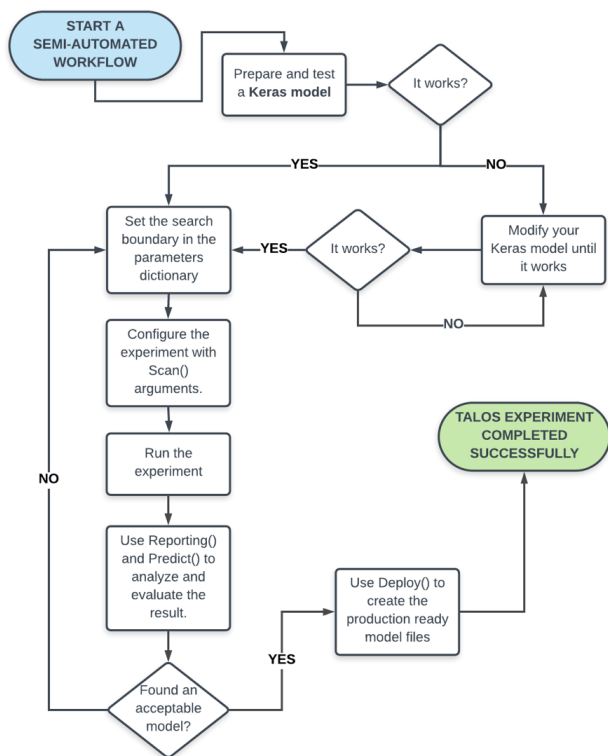 START A
SEMI-AUTOMATED
WORKFLOW
Prepare and test
a Keras model
It works?
YES
NO
Set the search
boundary in the
parameters
dictionary
YES
It works?
Modify your
Keras model until
it works
NO
Configure the
experiment with
Scan()
arguments.
Run the
experiment
TALOS EXPERIMENT
COMPLETED
SUCCESSFULLY
NO
Use Reporting()
and Predict() to
analyze and
evaluate the
result.
Use Deploy() to
create the
production ready
model files
YES
Found an
acceptable
model?